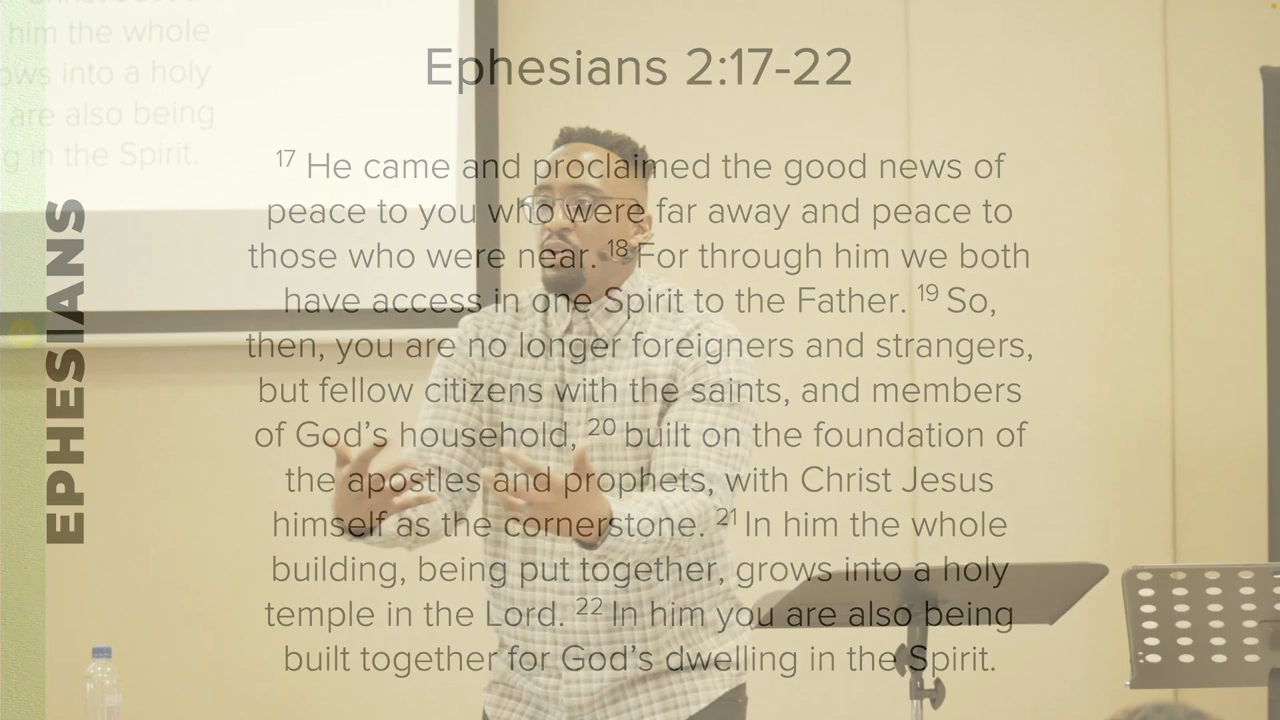 Ephesians 2:17-22
17 He came and proclaimed the good news of
peace to you who were far away and peace to
those who were near. 18 For through him we both
have access in one Spirit to the Father. 19 So,
then, you are no longer foreigners and strangers,
but fellow citizens with the saints, and members
of God’s household, 20 built on the foundation of
the apostles and prophets, with Christ Jesus
himself as the cornerstone. 21 In him the whole
building, being put together, grows into a holy
temple in the Lord. 22 In him you are also being
built together for God’s dwelling in the Spirit.
EPHESIANS
him the whole
into a holy
are also being
in the Spirit.